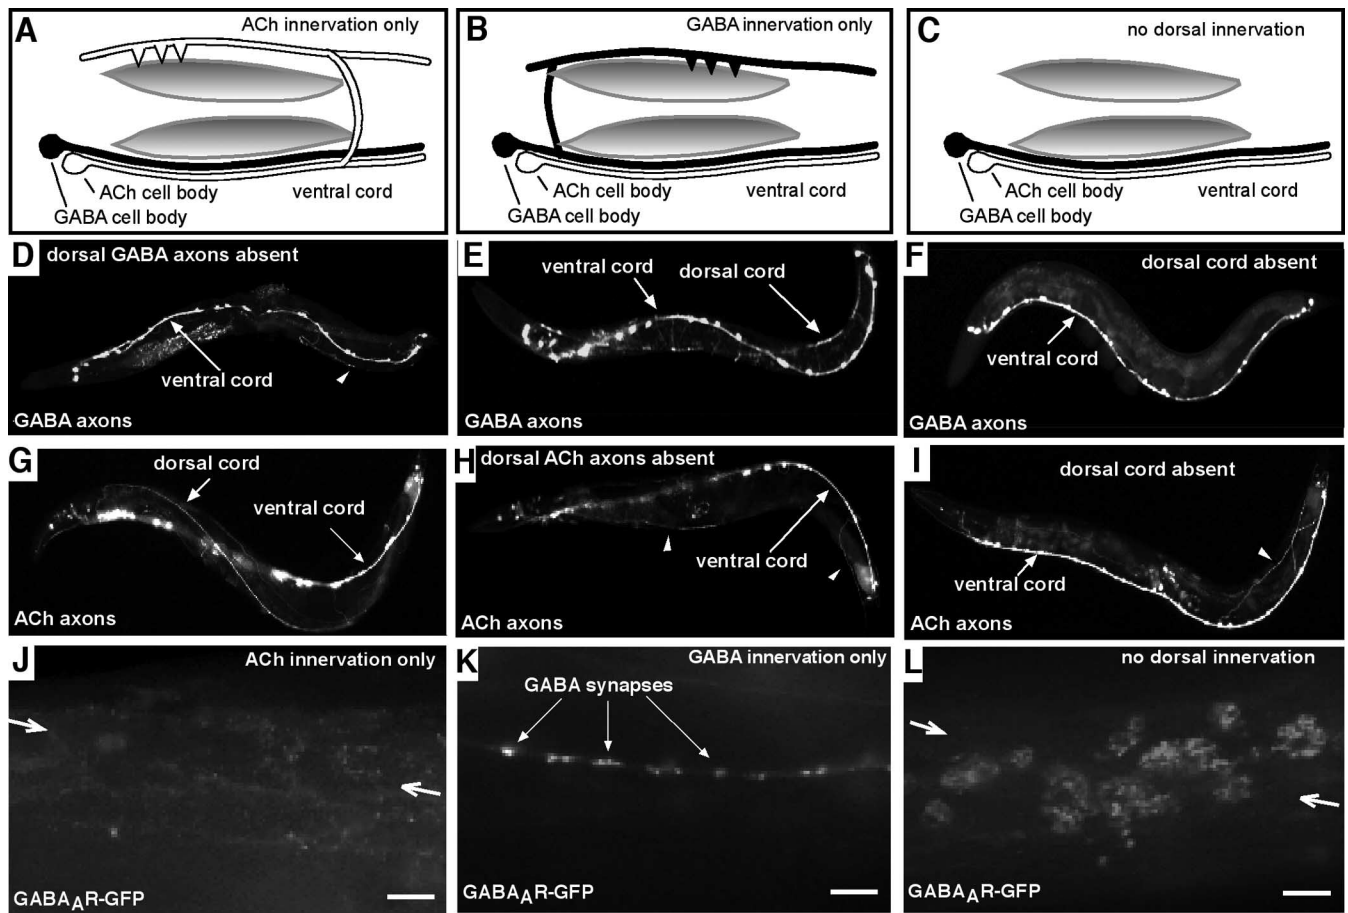 A
ACh innervation only
ACh cell body
ventral cord
GABA cell body
B
GABA innervation only
ACh cell body
ventral cord
GABA cell body
C
no dorsal innervation
ACh cell body
ventral cord
GABA cell body
D
dorsal GABA axons absent
ventral cord
GABA axons
E
ventral cord
dorsal cord
GABA axons
F
dorsal cord absent
ventral cord
GABA axons
G
dorsal cord
ventral cord
ACh axons
H
dorsal ACh axons absent
ventral cord
ACh axons
I
dorsal cord absent
ventral cord
ACh axons
J
ACh innervation only
GABAAR-GFP
K
GABA innervation only
GABA synapses
GABAAR-GFP
L
no dorsal innervation
GABAAR-GFP